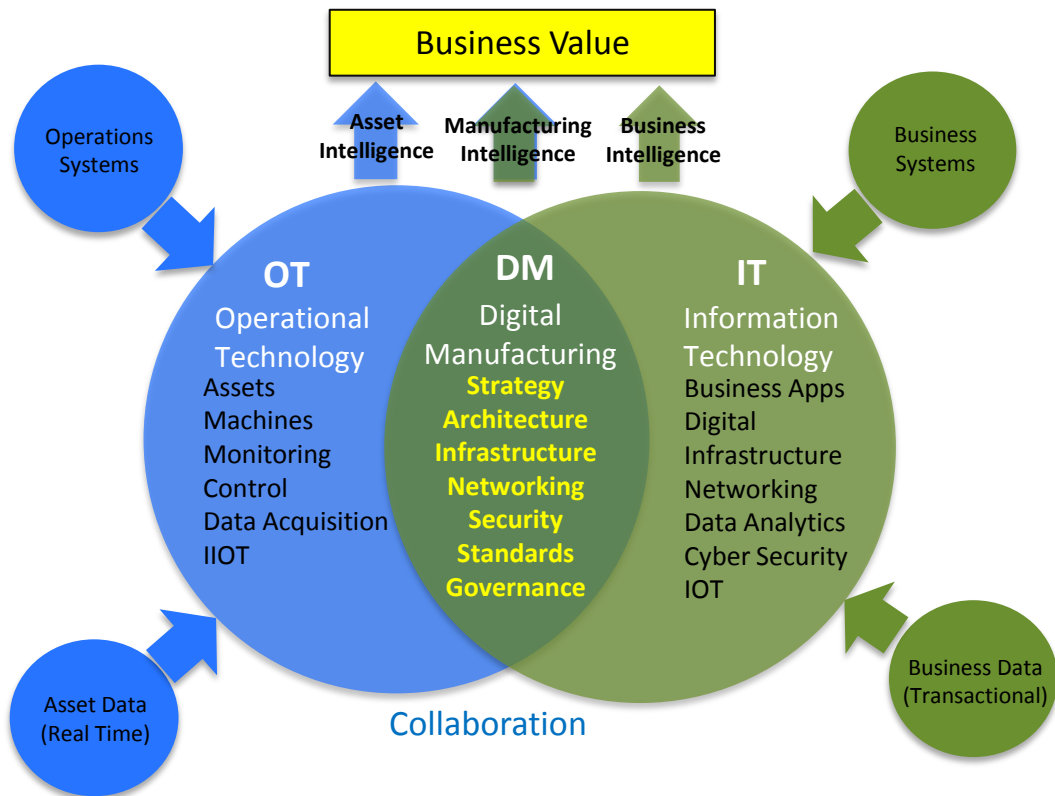 Business Value
Asset
Intelligence
Manufacturing
Intelligence
Business
Intelligence
Operations
Systems
Business
Systems
OT
Operational
Technology
Assets
Machines
Monitoring
Control
Data Acquisition
IIOT
DM
Digital
Manufacturing
Strategy
Architecture
Infrastructure
Networking
Security
Standards
Governance
IT
Information
Technology
Business Apps
Digital
Infrastructure
Networking
Data Analytics
Cyber Security
IOT
Asset Data
(Real Time)
Business Data
(Transactional)
Collaboration